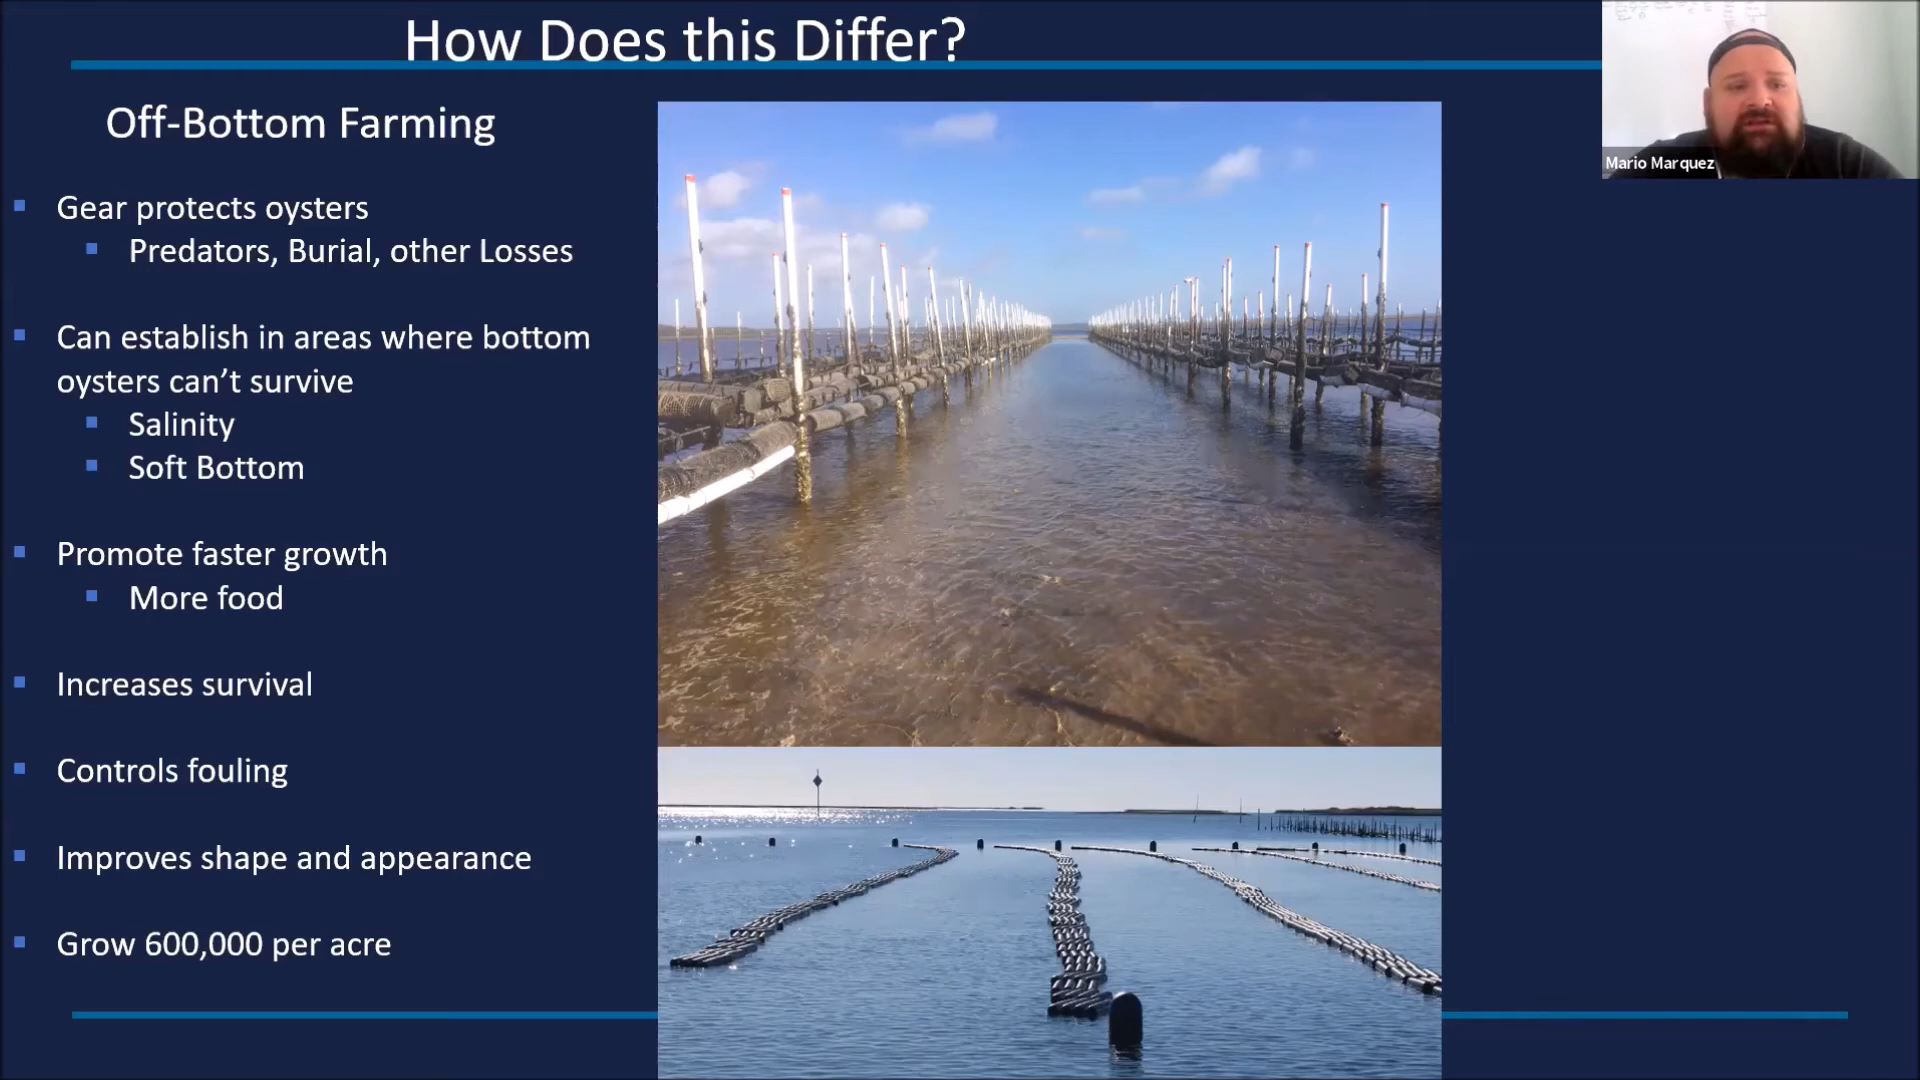 How Does this Differ?
Off-Bottom Farming
Gear protects oysters
Predators, Burial, other Losses
Can establish in areas where bottom
oysters can’t survive
Salinity
Soft Bottom
Promote faster growth
More food
Increases survival
Controls fouling
Improves shape and appearance
Grow 600,000 per acre
Mario Marquez